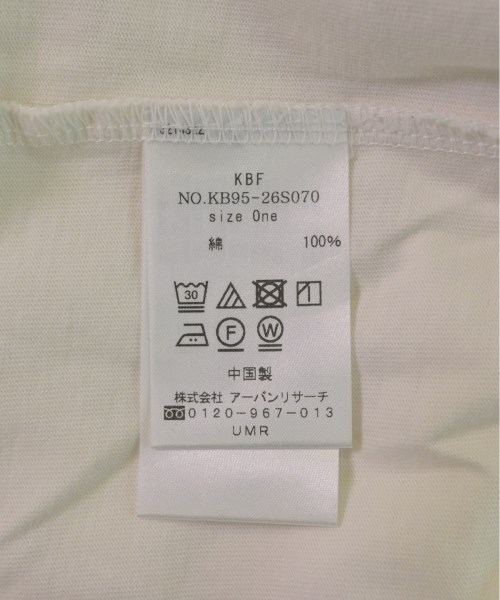 KBF
NO.KB95-26S070
size One
綿 100%
30
F W
中国製
株式会社 アーバンリサーチ
0120-967-013
UMR